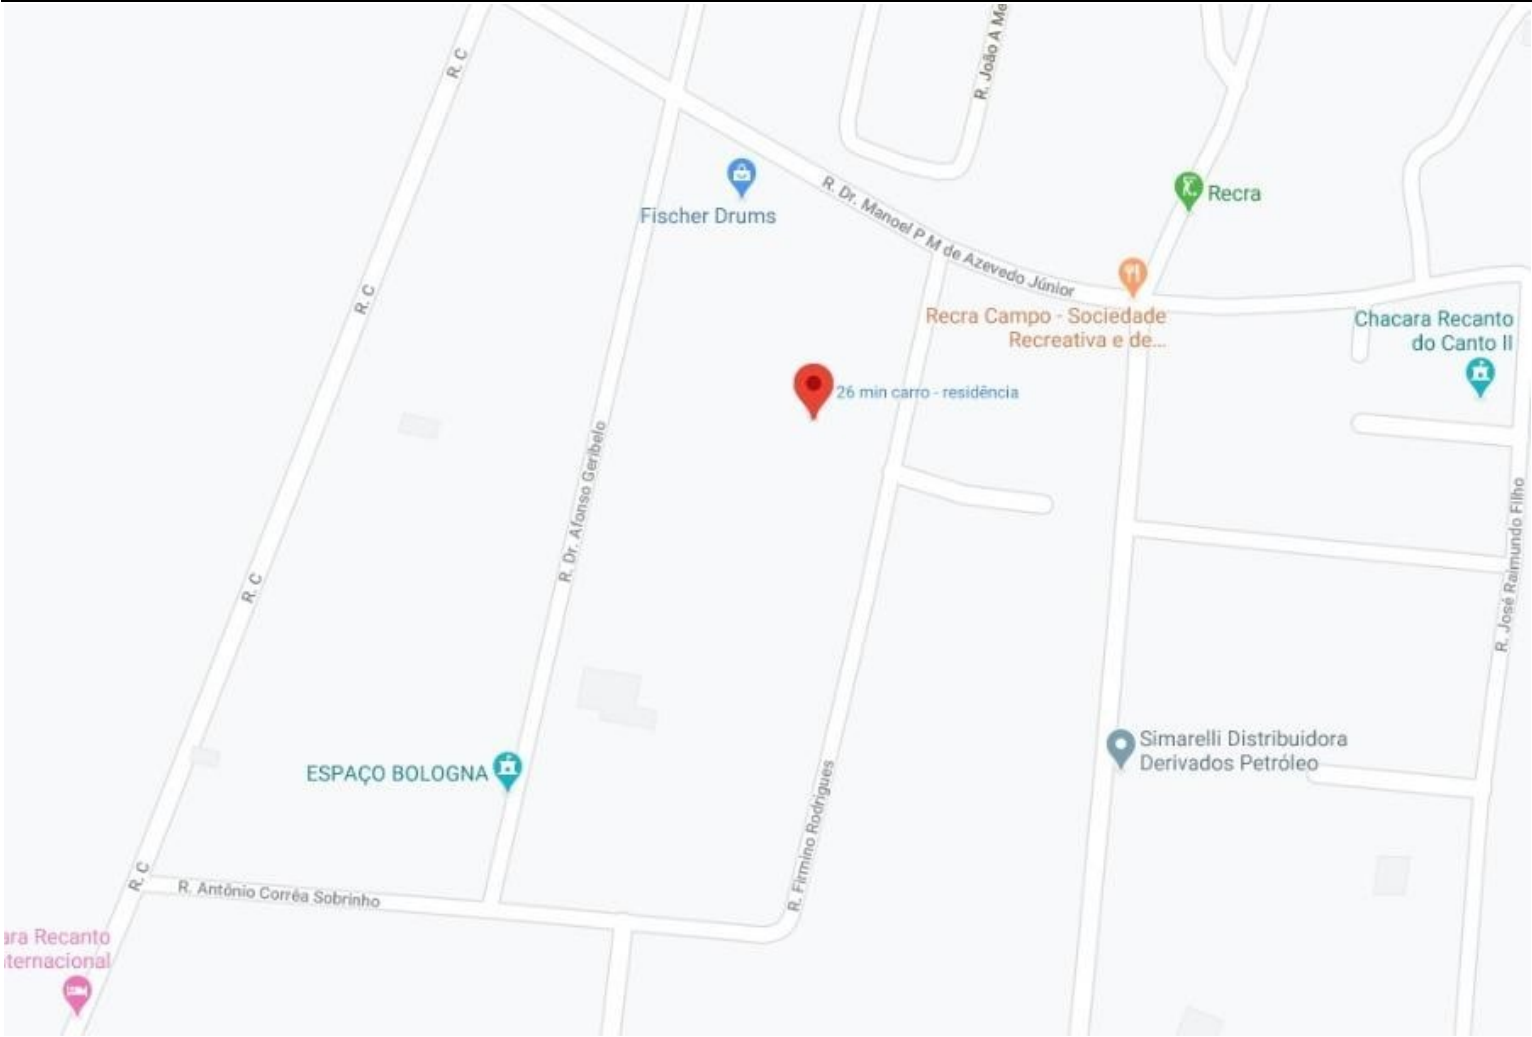 R. C
R. João A Me
R. Dr. Manoel P M de Azevedo Júnior
Recra
Fischer Drums
R. C
Recra Campo - Sociedade
Recreativa e de...
Chacara Recanto
do Canto II
26 min carro - residência
R. Dr. Afonso Geribelo
R. C
R. José Raimundo Filho
Simarelli Distribuidora
Derivados Petróleo
ESPAÇO BOLOGNA
R. Firmino Rodrigues
R. C
R. Antônio Corrêa Sobrinho
ara Recanto
ternacional